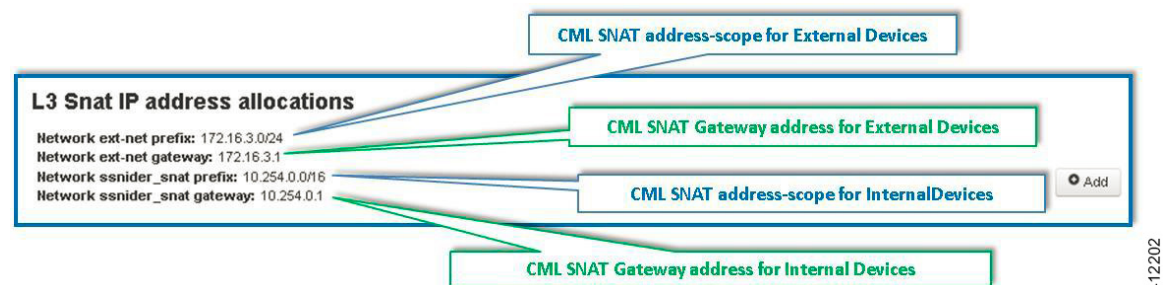 CML SNAT address-scope for External Devices
L3 Snat IP address allocations
Network ext-net prefix: 172.16.3.0/24
CML SNAT Gateway address for External Devices
Network ext-net gateway: 172.16.3.1
Network ssnider_snat prefix: 10.254.0.0/16
CML SNAT address-scope for InternalDevices
Add
Network ssnider_snat gateway: 10.254.0.1
CML SNAT Gateway address for Internal Devices
12202